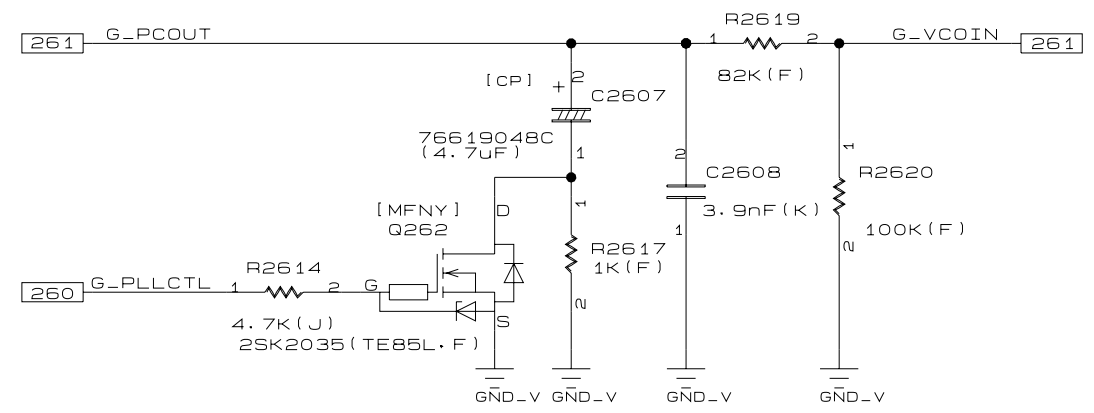 R2619
261 G_PCOUT 1 2 G_VCOIN 261
82K(F)
[CP] + 2
C2607
76619048C
(4.7uF) 1
2 1
C2608 R2620
[MFNY] D 1 3.9nF(K)
Q262 1 100K(F)
R2617 2
R2614 1K(F)
260 G_PLLCTL 1 2 G
2
4.7K(J) S
2SK2035(TE85L.F)
GND_V GND_V GND_V GND_V